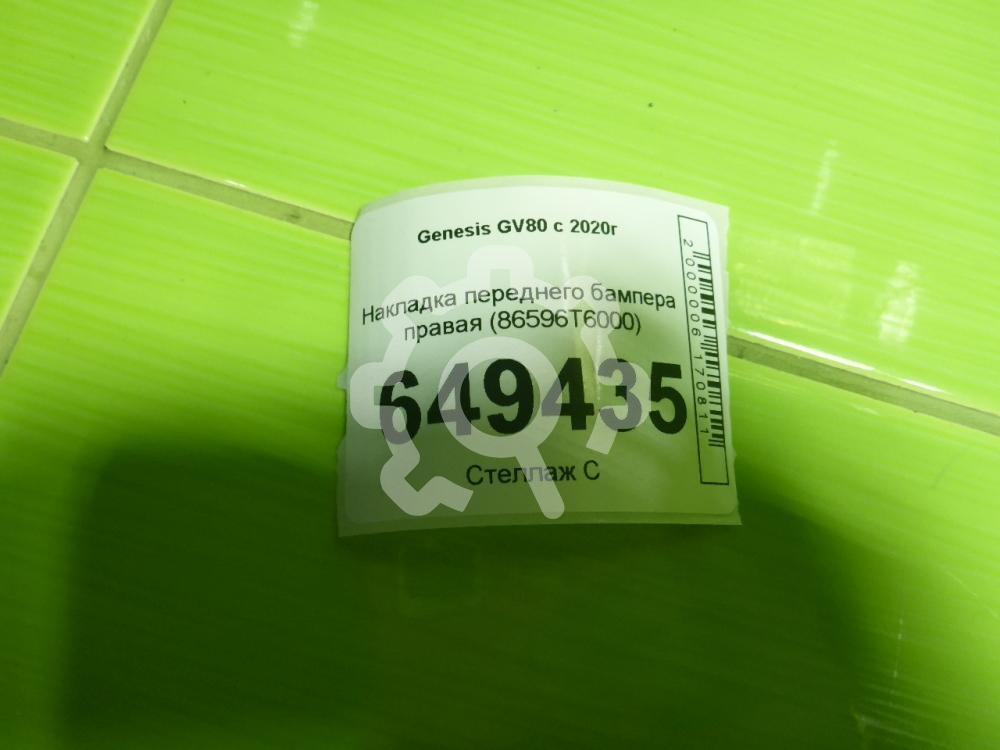 Genesis GV80 с 2020г
Накладка переднего бампера
правая (86596T6000)
649435
Стеллаж С
2000006170811